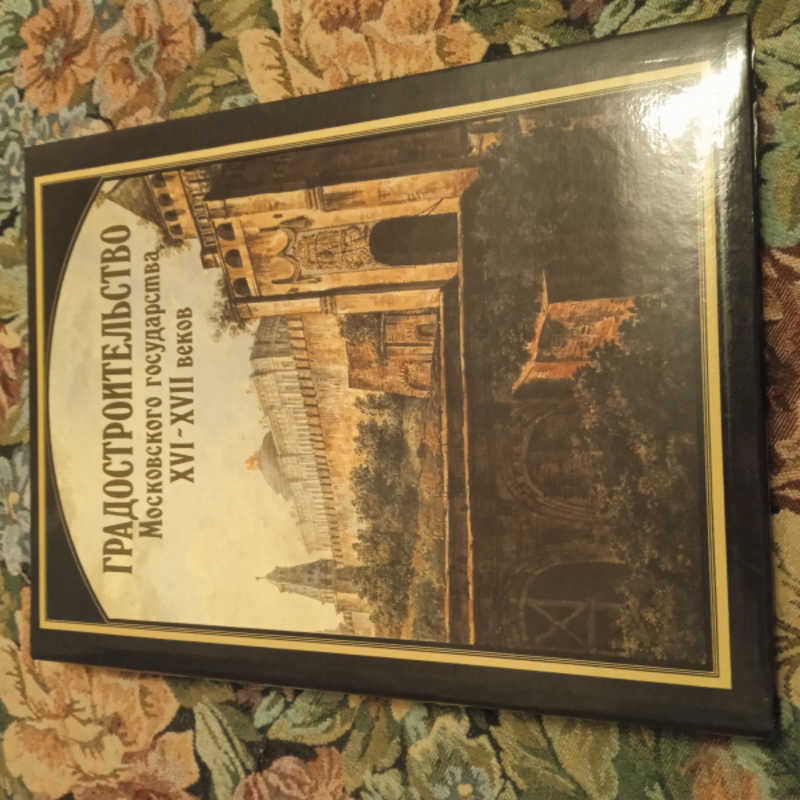 ГРАДОСТРОИТЕЛЬСТВО
Московского государства
XVI-XVII веков